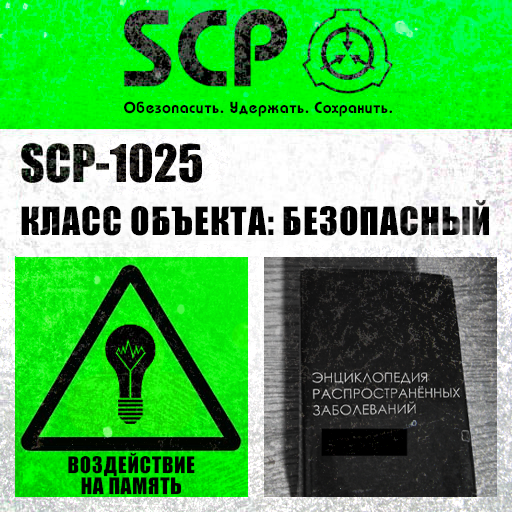 SCP
Обезопасить. Удержать. Сохранить.
SCP-1025
КЛАСС ОБЪЕКТА: БЕЗОПАСНЫЙ
ВОЗДЕЙСТВИЕ
НА ПАМЯТЬ
ЭНЦИКЛОПЕДИЯ
РАСПРОСТРАНЁННЫХ
ЗАБОЛЕВАНИЙ